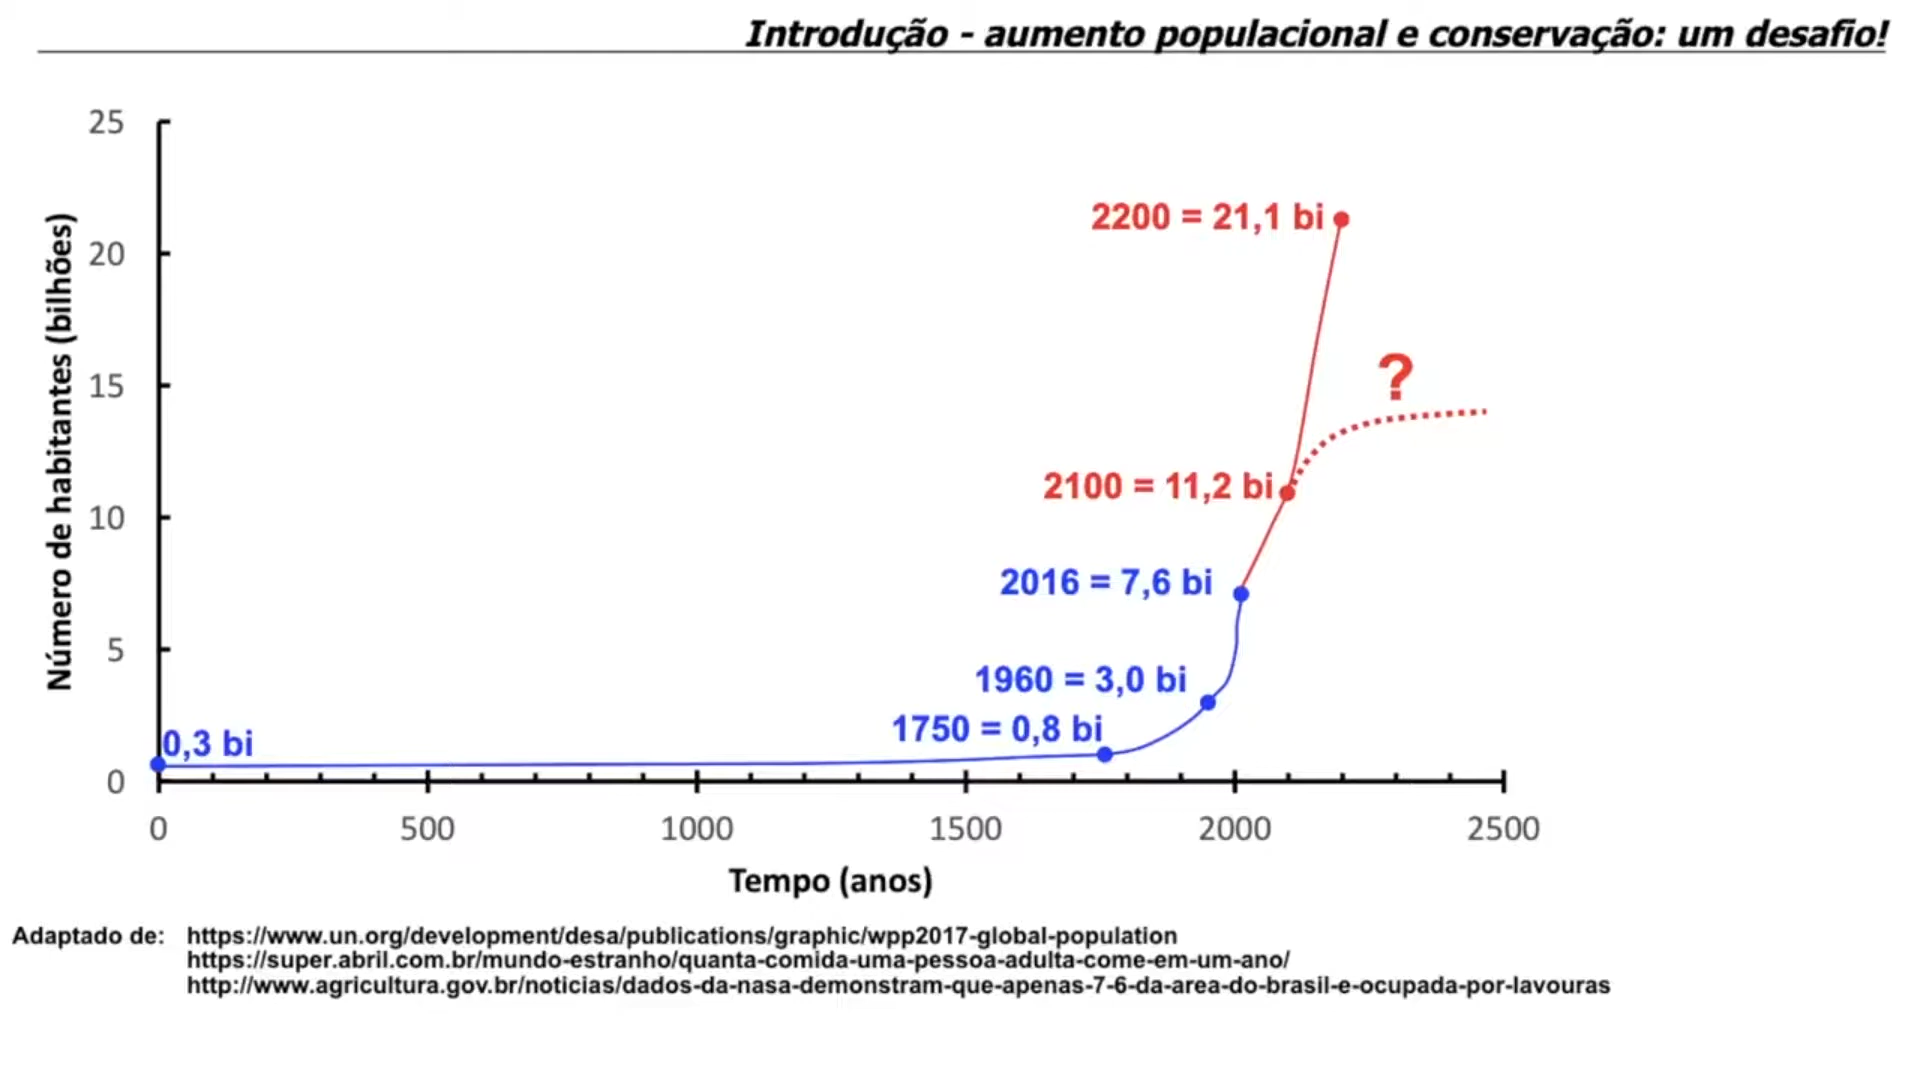 Introdução - aumento populacional e conservação: um desafio!
25
20
15
10
5
0
Número de habitantes (bilhões)
2200 = 21,1 bi
?
2100 = 11,2 bi
2016 = 7,6 bi
1960 = 3,0 bi
1750 = 0,8 bi
0,3 bi
0 500 1000 1500 2000 2500
Tempo (anos)
Adaptado de: https://www.un.org/development/desa/publications/graphic/wpp2017-global-population
https://super.abril.com.br/mundo-estranho/quanta-comida-uma-pessoa-adulta-come-em-um-ano/
http://www.agricultura.gov.br/noticias/dados-da-nasa-demonstram-que-apenas-7-6-da-area-do-brasil-e-ocupada-por-lavouras